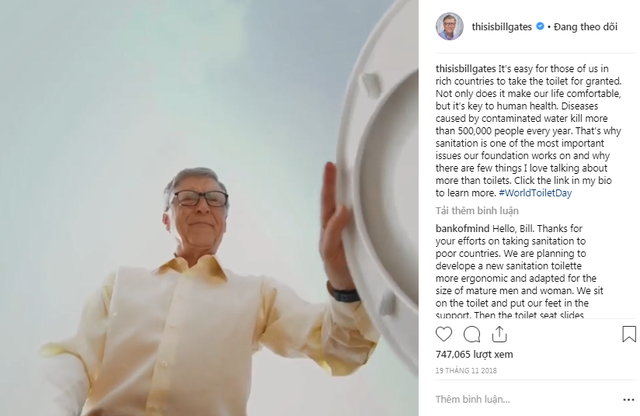 thisisbillgates • Đang theo dõi
thisisbillgates It's easy for those of us in
rich countries to take the toilet for granted.
Not only does it make our life comfortable,
but it's key to human health. Diseases
caused by contaminated water kill more
than 500,000 people every year. That's why
sanitation is one of the most important
issues our foundation works on and why
there are few things I love talking about
more than toilets. Click the link in my bio
to learn more. #WorldToiletDay
Tải thêm bình luận
bankofmind Hello, Bill. Thanks for
your efforts on taking sanitation to
poor countries. We are planning to
develop a new sanitation toilette
more ergonomic and adapted for the
size of mature men and woman. We sit
on the toilet and put our feet in the
support. Then the toilet seat slides
747,065 lượt xem
19 THÁNG 11 2018
Thêm bình luận...